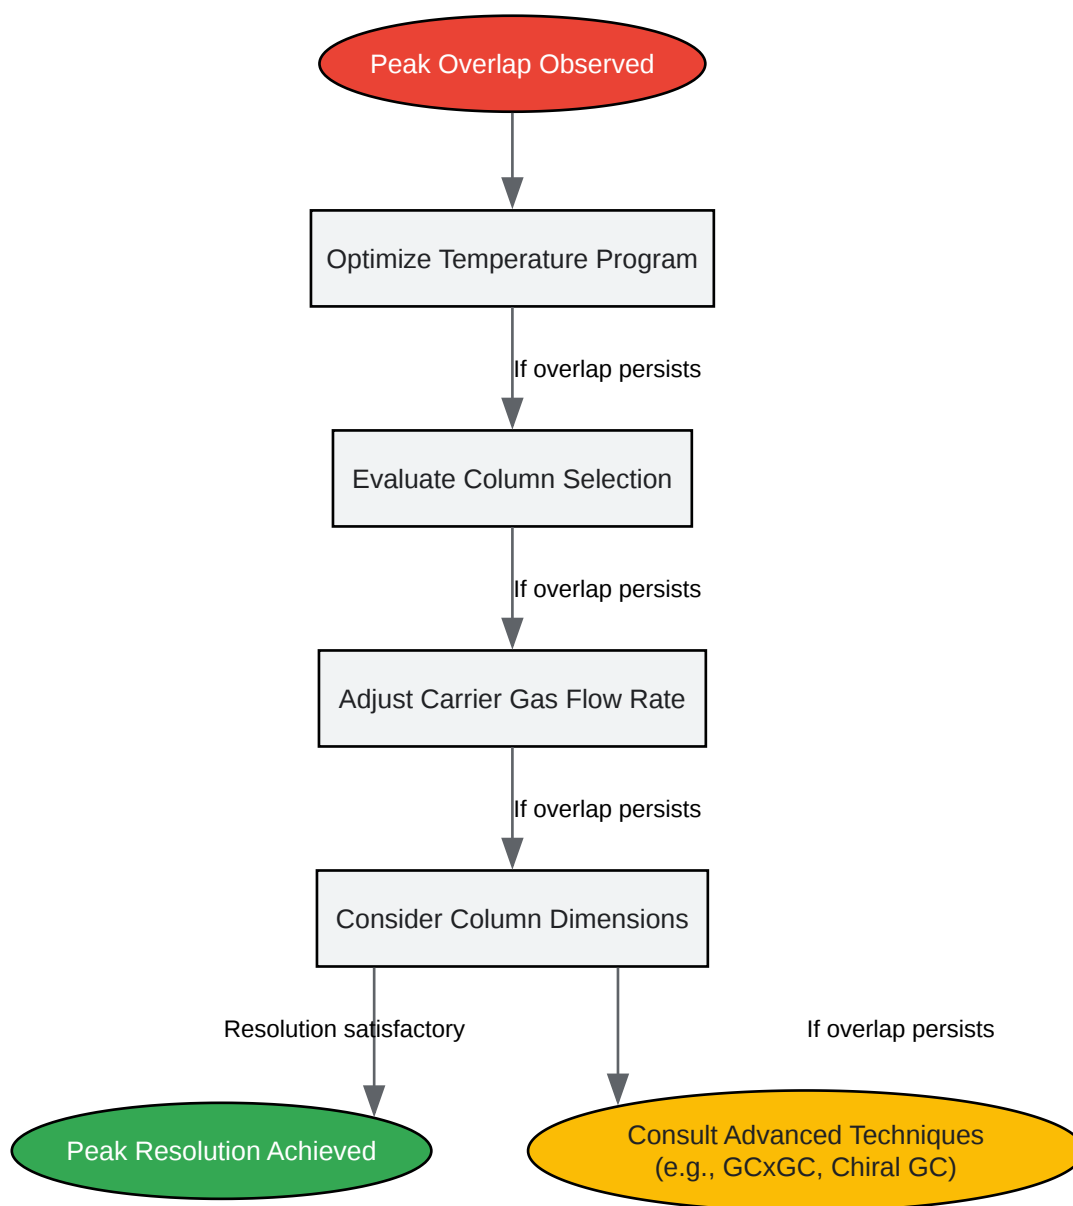 Peak Overlap Observed
Optimize Temperature Program
If overlap persists
Evaluate Column Selection
If overlap persists
Adjust Carrier Gas Flow Rate
If overlap persists
Consider Column Dimensions
Resolution satisfactory
If overlap persists
Peak Resolution Achieved
Consult Advanced Techniques
(e.g., GCxGC, Chiral GC)